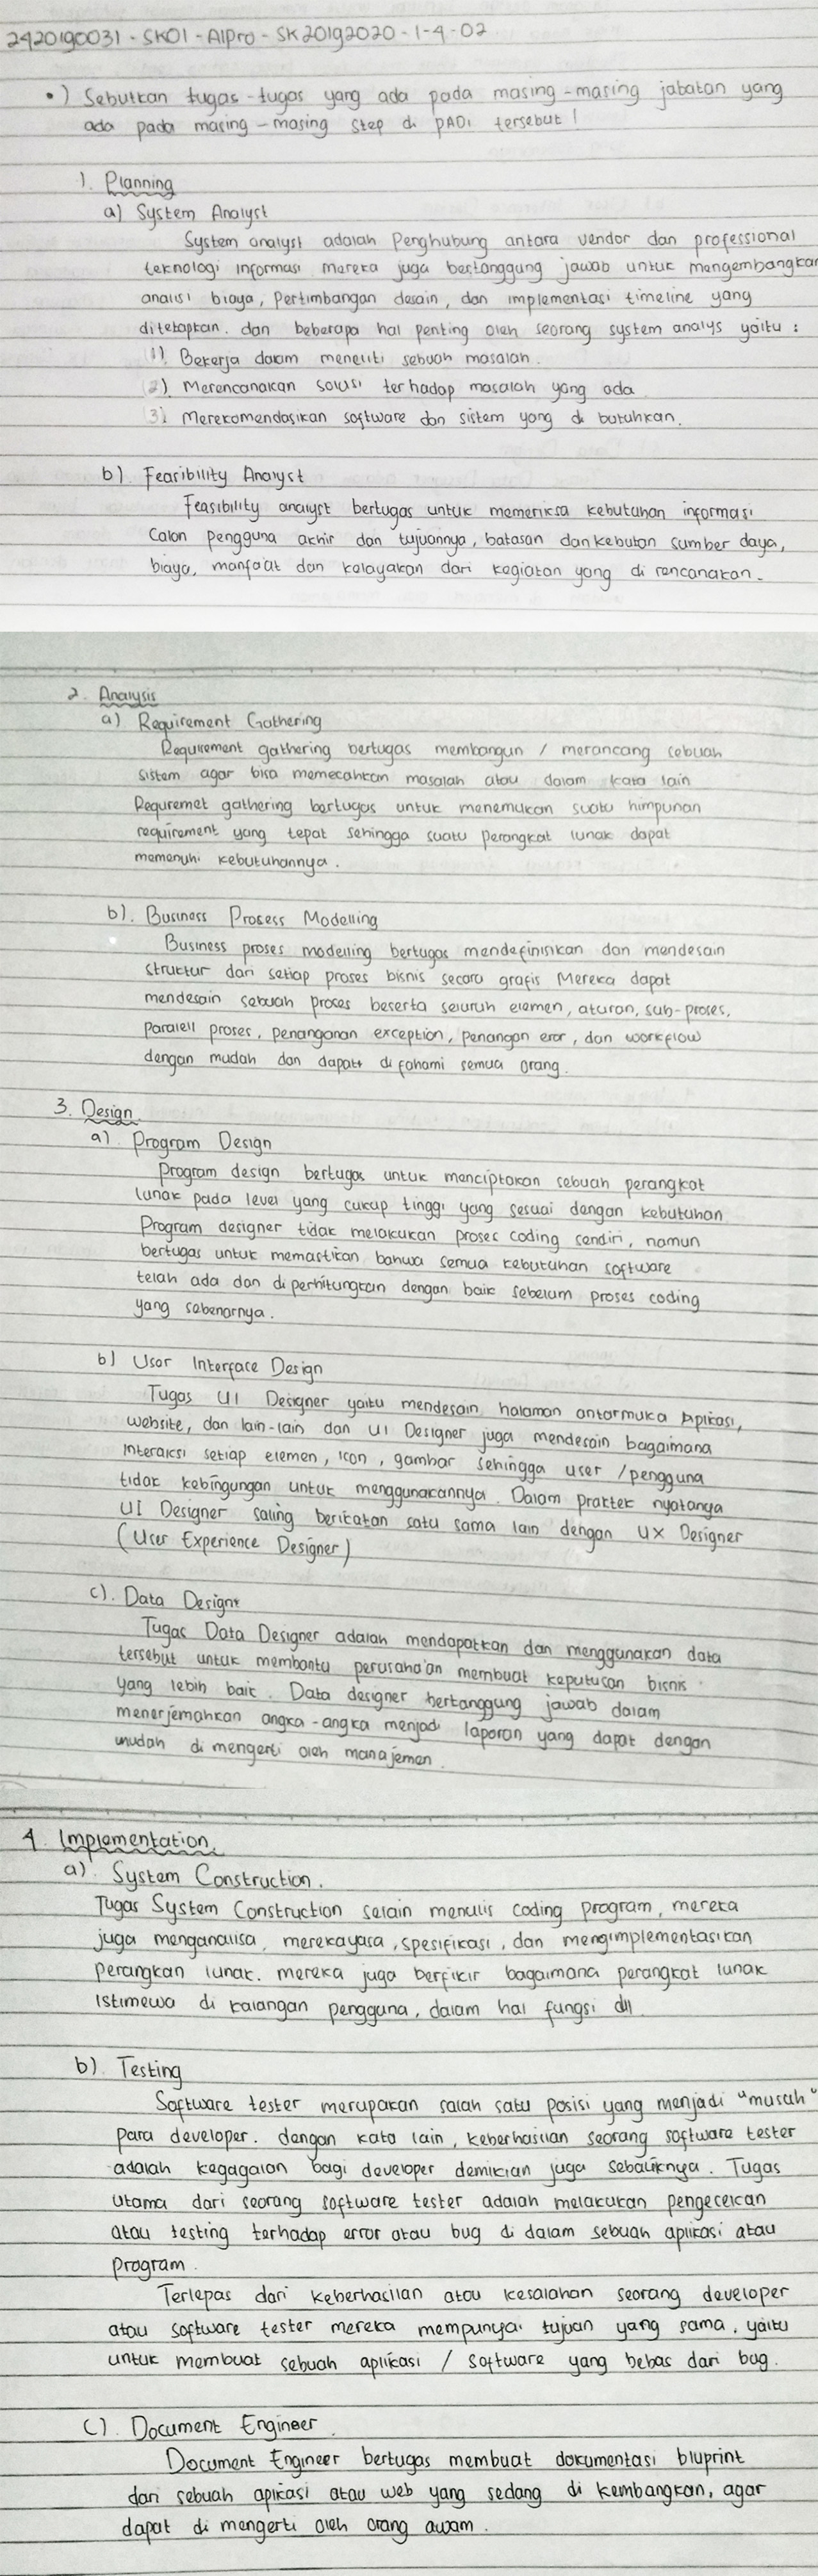 2420190031 - SK01 - AlPro - SK20192020 - 1-4-02
•) Sebutkan tugas-tugas yang ada pada masing-masing jabatan yang
ada pada masing-masing step di PADI tersebut!
1. Planning
a) System Analyst
System analyst adalah Penghubung antara vendor dan professional
teknologi informasi mereka juga bertanggung jawab untuk mengembangkan
analisi biaya, Pertimbangan desain, dan implementasi timeline yang
ditetapkan. dan beberapa hal penting oleh seorang system analys yaitu :
(1). Bekerja dalam meneliti sebuah masalah.
(2). Merencanakan solusi terhadap masalah yang ada
(3). Merekomendasikan software dan sistem yang di butuhkan.
b) Feasibility Analyst
Feasibility analyst bertugas untuk memeriksa kebutuhan informasi
Calon pengguna akhir dan tujuannya, batasan dan kebutan sumber daya,
biaya, manfaat dan kelayakan dari kegiatan yang di rencanakan.
2. Analysis
a) Requirement Gathering
Requirement gathering bertugas membangun / merancang sebuah
sistem agar bisa memecahkan masalah atau dalam kata lain
Requremet gathering bertugas untuk menemukan suatu himpunan
requirement yang tepat sehingga suatu perangkat lunak dapat
memenuhi kebutuhannya.
b). Business Process Modelling
Business proses modelling bertugas mendefinisikan dan mendesain
struktur dari setiap proses bisnis secara grafis Mereka dapat
mendesain sebuah proses beserta seluruh elemen, aturan, sub-proses,
paralell proses, penanganan exception, penangan eror, dan workflow
dengan mudah dan dapatt di fahami semua orang.
3. Design
a). Program Design
Program design bertugas untuk menciptakan sebuah perangkat
lunak pada level yang cukup tinggi yang sesuai dengan kebutuhan
Program designer tidak melakukan proses coding sendiri, namun
bertugas untuk memastikan bahwa semua kebutuhan software
telah ada dan diperhitungkan dengan baik sebelum proses coding
yang sebenarnya.
b) User Interface Design
Tugas UI Designer yaitu mendesain halaman antarmuka Aplikasi,
website, dan lain-lain dan UI Designer juga mendesain bagaimana
Interaksi setiap elemen, icon, gambar sehingga user /pengguna
tidak kebingungan untuk menggunakannya. Dalam praktek nyatanya
UI Designer saling berikatan satu sama lain dengan UX Designer
(User Experience Designer)
c). Data Designe
Tugas Data Designer adalah mendapatkan dan menggunakan data
tersebut untuk membantu perusaha'an membuat keputusan bisnis
yang lebih baik. Data designer bertanggung jawab dalam
menerjemahkan angka-angka menjadi laporan yang dapat dengan
mudah di mengerti oleh manajemen.
4. Implementation.
a). System Construction.
Tugas System Construction selain menulis coding program, mereka
juga menganalisa, merekayasa, spesifikasi, dan mengimplementasikan
perangkan lunak. mereka juga berfikir bagaimana perangkat lunak
Istimewa di kalangan pengguna, dalam hal fungsi dll
b) Testing
Software tester merupakan salah satu posisi yang menjadi "musuh"
para developer. dengan kata lain, keberhasilan seorang software tester
adalah kegagalan bagi developer demikian juga sebaliknya. Tugas
utama dari seorang software tester adalah melakukan pengecekan
atau testing terhadap error atau bug di dalam sebuah aplikasi atau
program.
Terlepas dari keberhasilan atau kesalahan seorang developer
atau software tester mereka mempunyai tujuan yang sama, yaitu
untuk membuat sebuah aplikasi / software yang bebas dari bug.
C). Document Engineer.
Document Engineer bertugas membuat dokumentasi bluprint
dari sebuah aplikasi atau web yang sedang di kembangkan, agar
dapat di mengerti oleh orang awam.